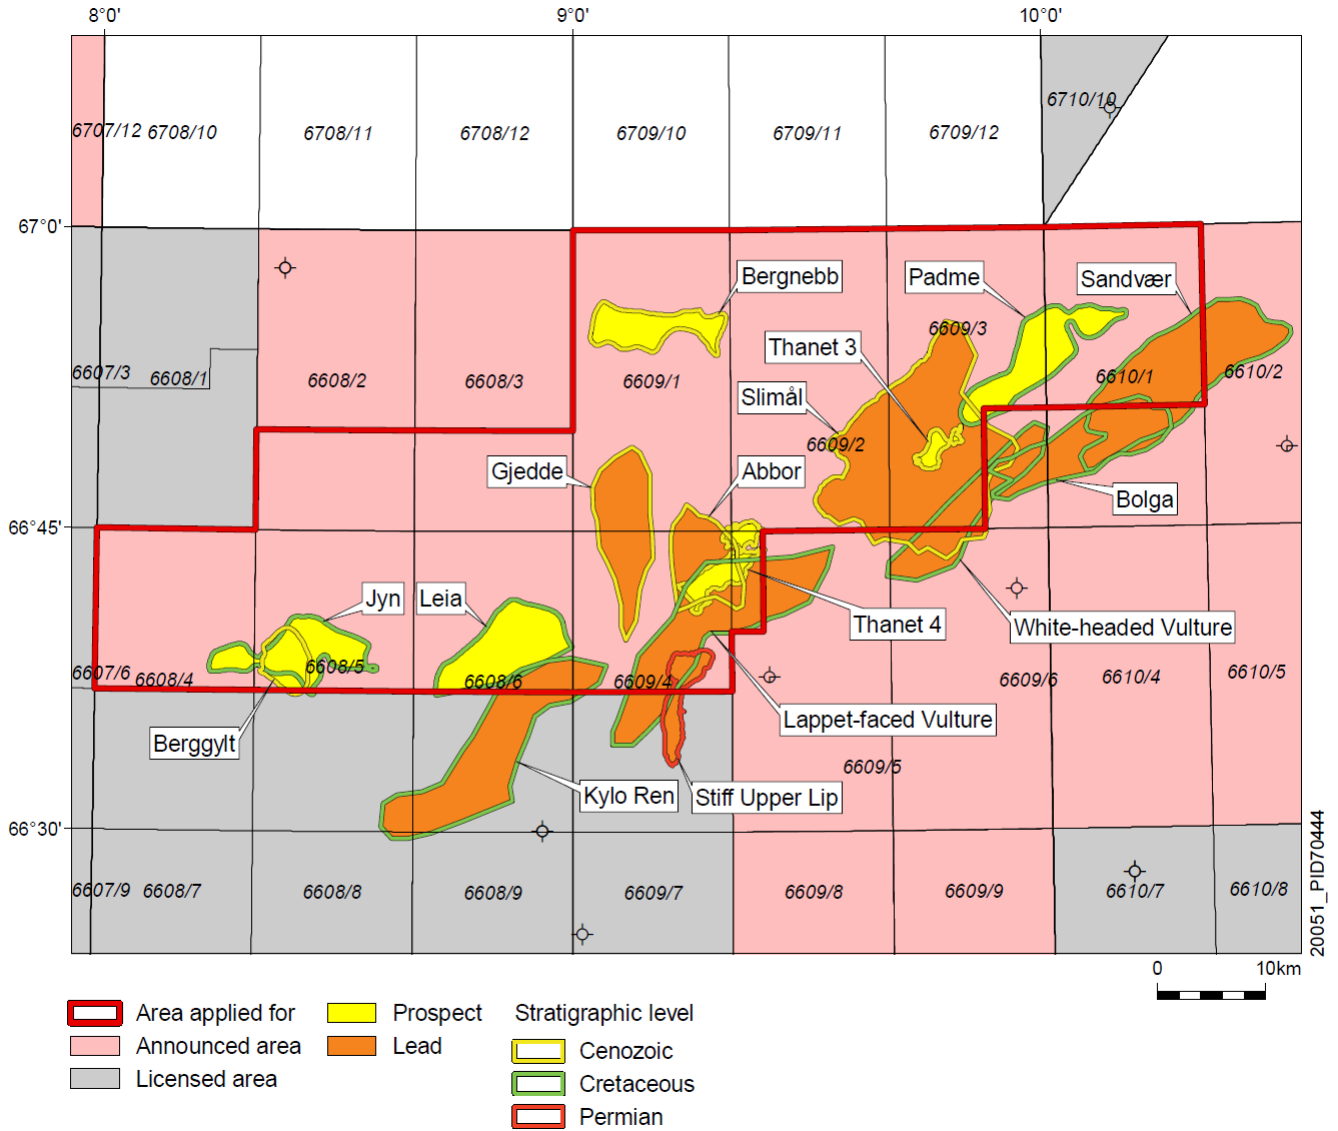 8°0' 9°0' 10°0'
6710/10
6707/12 6708/10 6708/11 6708/12 6709/10 6709/11 6709/12
67°0'
Bergnebb Padme Sandvær
6609/3
Thanet 3
6607/3 6608/1 6608/2 6608/3 6609/1 6610/1 6610/2
Slimål
6609/2
Gjedde Abbor
Bolga
66°45'
Jyn Leia
Thanet 4 White-headed Vulture
6607/6 6608/4 6608/5 6608/6 6609/4 6609/6 6610/4 6610/5
Lappet-faced Vulture
Berggylt
6609/5
Kylo Ren Stiff Upper Lip
66°30'
6607/9 6608/7 6608/8 6608/9 6609/7 6609/8 6609/9 6610/7 6610/8
20051_PID70444
0 10km
Area applied for Prospect Stratigraphic level
Announced area Lead Cenozoic
Licensed area Cretaceous
Permian